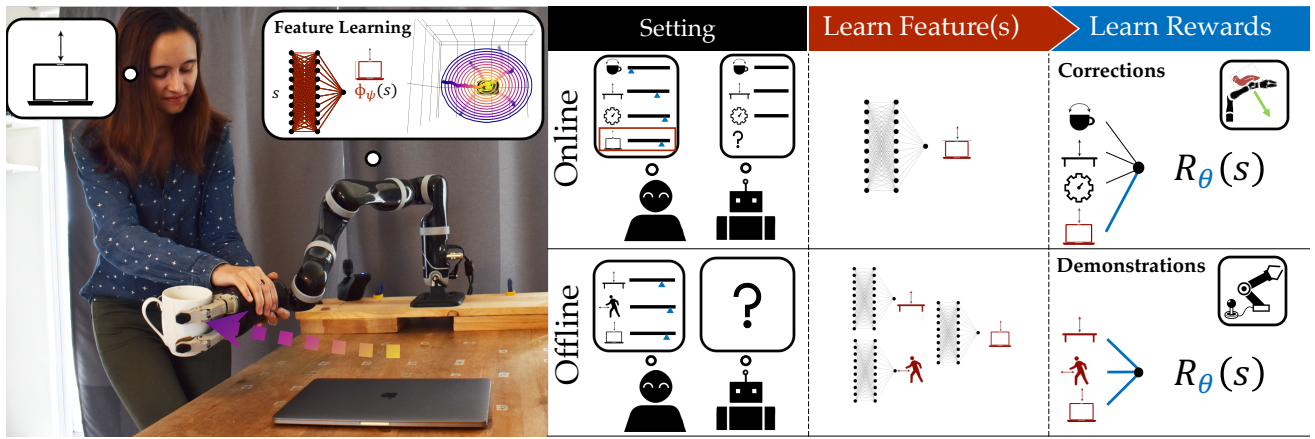 Feature Learning
s
ϕψ(s)
Setting
Learn Feature(s)
Learn Rewards
Online
?
Corrections
Rθ(s)
Offline
?
Demonstrations
Rθ(s)